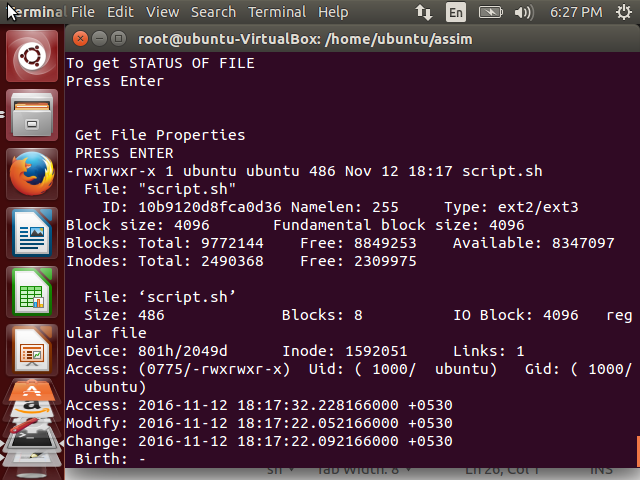 Terminal File Edit View Search Terminal Help En 6:27 PM
root@ubuntu-VirtualBox: /home/ubuntu/assim
To get STATUS OF FILE
Press Enter
Get File Properties
PRESS ENTER
-rwxrwxr-x 1 ubuntu ubuntu 486 Nov 12 18:17 script.sh
File: "script.sh"
ID: 10b9120d8fca0d36 Namelen: 255 Type: ext2/ext3
Block size: 4096 Fundamental block size: 4096
Blocks: Total: 9772144 Free: 8849253 Available: 8347097
Inodes: Total: 2490368 Free: 2309975
File: ‘script.sh’
Size: 486 Blocks: 8 IO Block: 4096 reg
ular file
Device: 801h/2049d Inode: 1592051 Links: 1
Access: (0775/-rwxrwxr-x) Uid: ( 1000/ ubuntu) Gid: ( 1000/
ubuntu)
Access: 2016-11-12 18:17:32.228166000 +0530
Modify: 2016-11-12 18:17:22.052166000 +0530
Change: 2016-11-12 18:17:22.092166000 +0530
Birth: -
sh Tab Width: 8 Ln 26, Col 1 INS